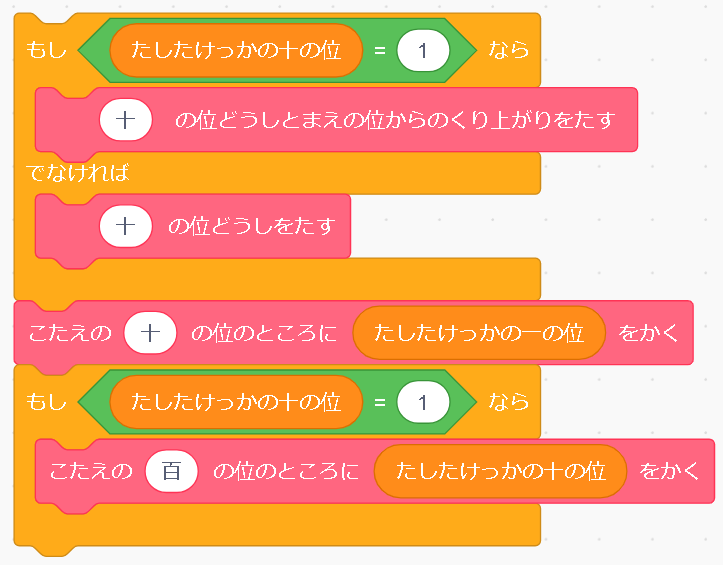 もし たしたけっかの十の位 = 1 なら
十 の位どうしとまえの位からのくり上がりをたす
でなければ
十 の位どうしをたす
こたえの 十 の位のところに たしたけっかの一の位 をかく
もし たしたけっかの十の位 = 1 なら
こたえの 百 の位のところに たしたけっかの十の位 をかく